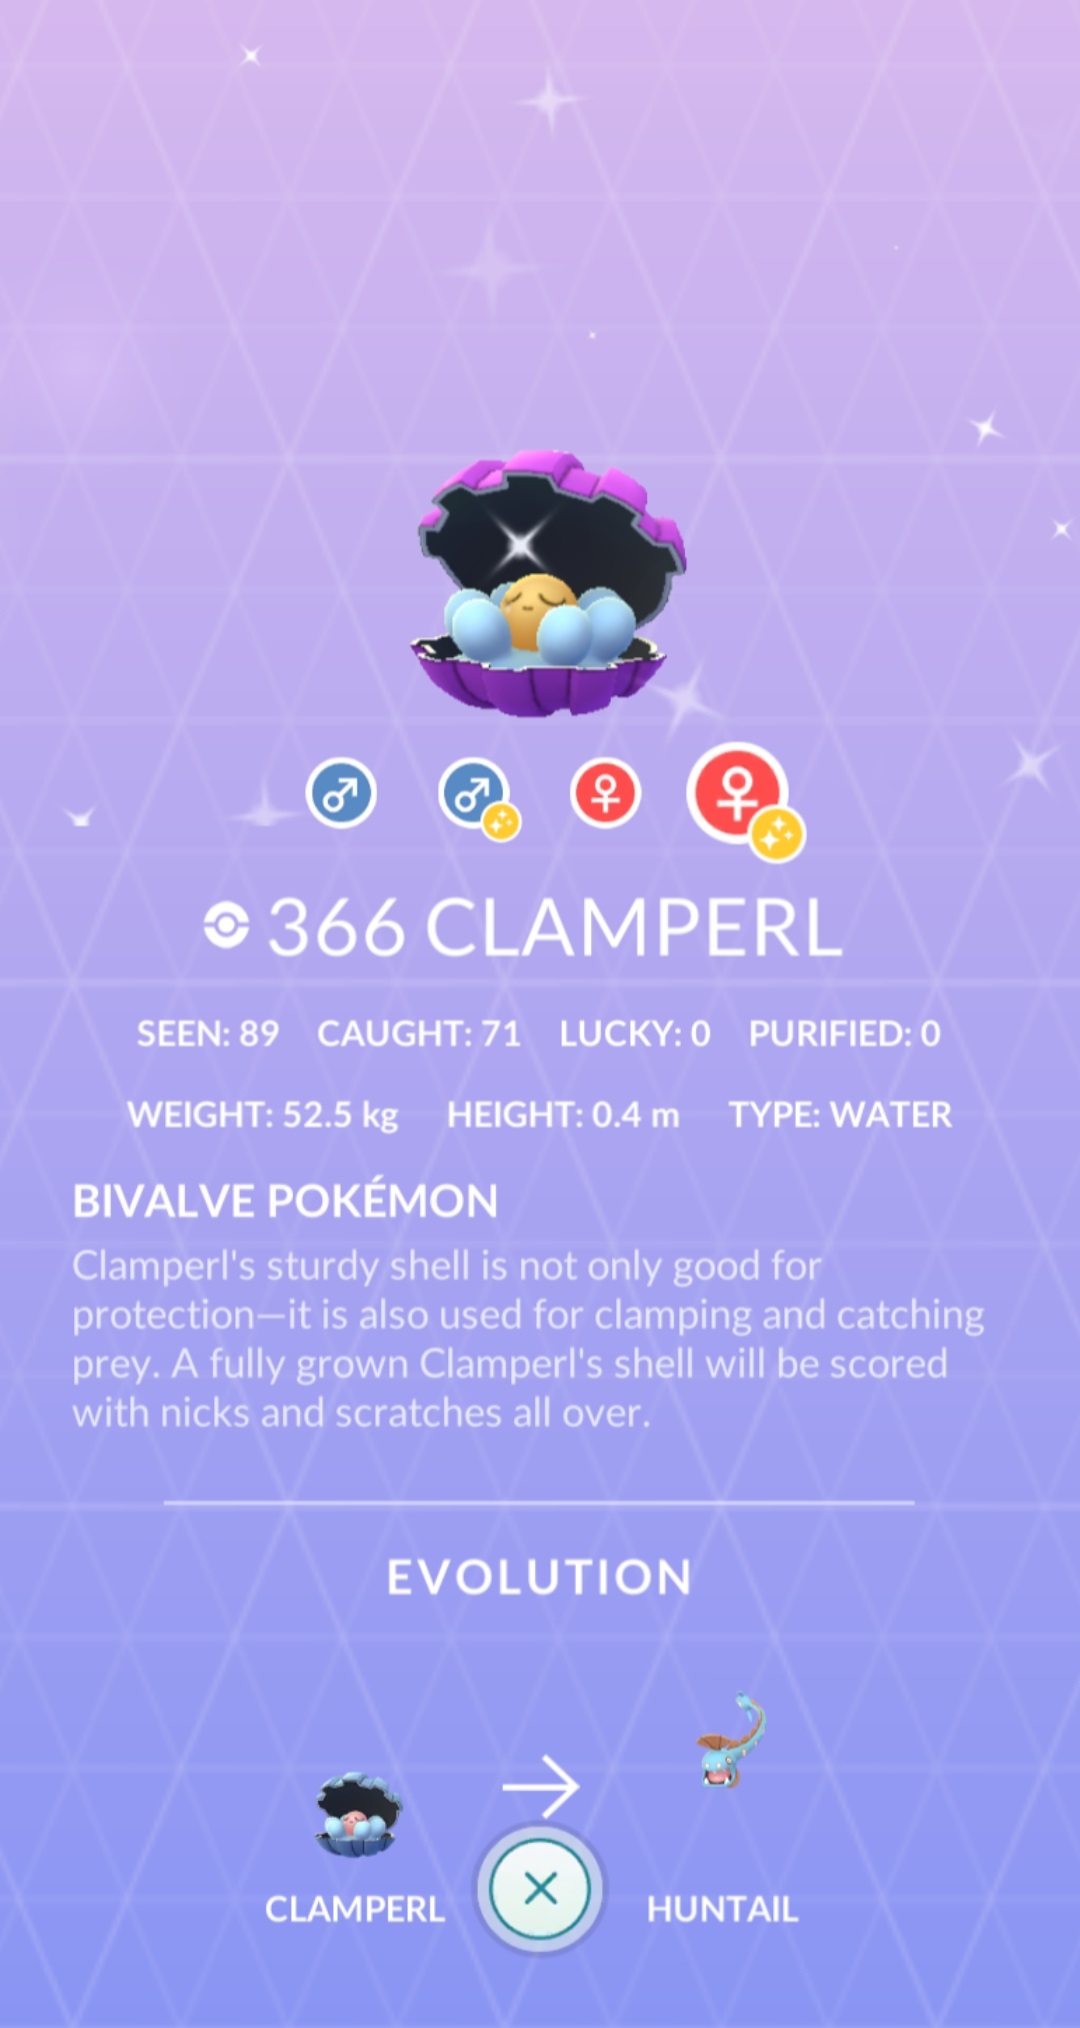 366 CLAMPERL
SEEN: 89 CAUGHT: 71 LUCKY: 0 PURIFIED: 0
WEIGHT: 52.5 kg HEIGHT: 0.4 m TYPE: WATER
BIVALVE POKÉMON
Clamperl's sturdy shell is not only good for
protection—it is also used for clamping and catching
prey. A fully grown Clamperl's shell will be scored
with nicks and scratches all over.
EVOLUTION
CLAMPERL HUNTAIL